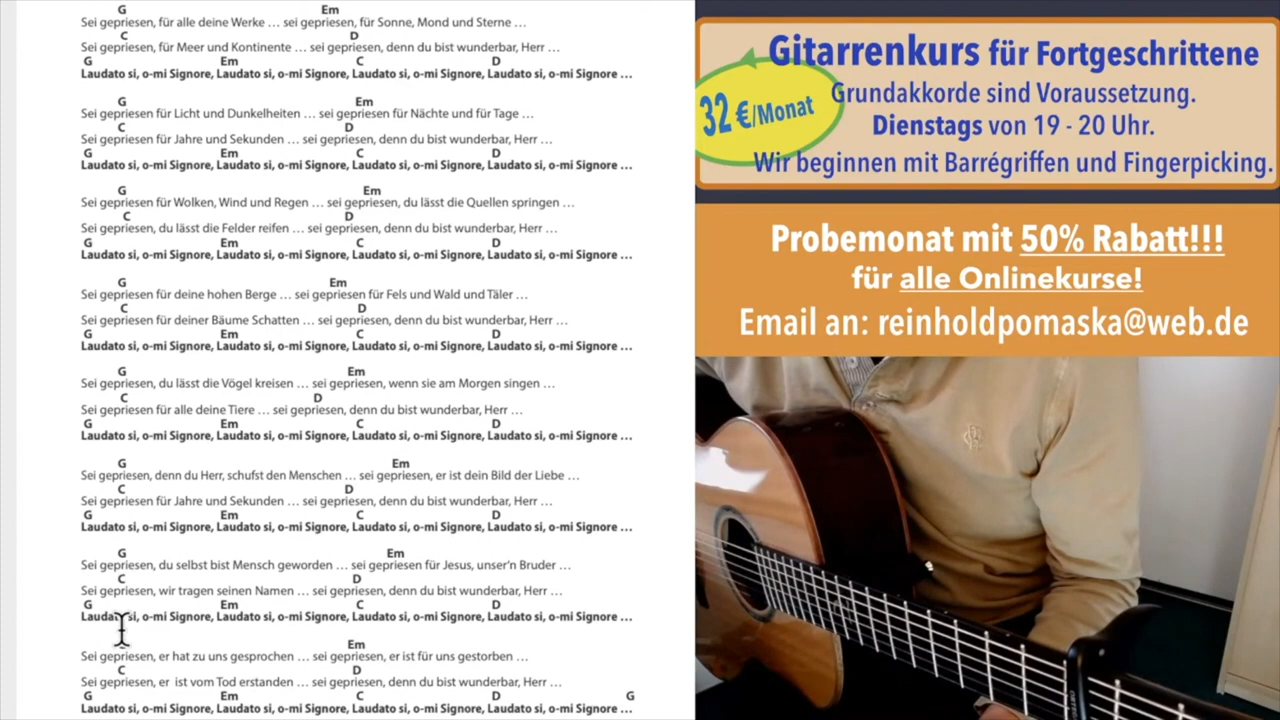 G Em
Sei gepriesen, für alle deine Werke … sei gepriesen, für Sonne, Mond und Sterne …
C D
Sei gepriesen, für Meer und Kontinente … sei gepriesen, denn du bist wunderbar, Herr …
G Em C D
Laudato si, o-mi Signore, Laudato si, o-mi Signore, Laudato si, o-mi Signore, Laudato si, o-mi Signore …
G Em
Sei gepriesen für Licht und Dunkelheiten … sei gepriesen für Nächte und für Tage …
C D
Sei gepriesen für Jahre und Sekunden … sei gepriesen, denn du bist wunderbar, Herr …
G Em C D
Laudato si, o-mi Signore, Laudato si, o-mi Signore, Laudato si, o-mi Signore, Laudato si, o-mi Signore …
G Em
Sei gepriesen für Wolken, Wind und Regen … sei gepriesen, du lässt die Quellen springen …
C D
Sei gepriesen, du lässt die Felder reifen … sei gepriesen, denn du bist wunderbar, Herr …
G Em C D
Laudato si, o-mi Signore, Laudato si, o-mi Signore, Laudato si, o-mi Signore, Laudato si, o-mi Signore …
G Em
Sei gepriesen für deine hohen Berge … sei gepriesen für Fels und Wald und Täler …
C D
Sei gepriesen für deiner Bäume Schatten … sei gepriesen, denn du bist wunderbar, Herr …
G Em C D
Laudato si, o-mi Signore, Laudato si, o-mi Signore, Laudato si, o-mi Signore, Laudato si, o-mi Signore …
G Em
Sei gepriesen, du lässt die Vögel kreisen … sei gepriesen, wenn sie am Morgen singen …
C D
Sei gepriesen für alle deine Tiere … sei gepriesen, denn du bist wunderbar, Herr …
G Em C D
Laudato si, o-mi Signore, Laudato si, o-mi Signore, Laudato si, o-mi Signore, Laudato si, o-mi Signore …
G Em
Sei gepriesen, denn du Herr, schufst den Menschen … sei gepriesen, er ist dein Bild der Liebe …
C D
Sei gepriesen für Jahre und Sekunden … sei gepriesen, denn du bist wunderbar, Herr …
G Em C D
Laudato si, o-mi Signore, Laudato si, o-mi Signore, Laudato si, o-mi Signore, Laudato si, o-mi Signore …
G Em
Sei gepriesen, du selbst bist Mensch geworden … sei gepriesen für Jesus, unser'n Bruder …
C D
Sei gepriesen, wir tragen seinen Namen … sei gepriesen, denn du bist wunderbar, Herr …
G Em C D
Laudato si, o-mi Signore, Laudato si, o-mi Signore, Laudato si, o-mi Signore, Laudato si, o-mi Signore …
Em
Sei gepriesen, er hat zu uns gesprochen … sei gepriesen, er ist für uns gestorben …
C D
Sei gepriesen, er ist vom Tod erstanden … sei gepriesen, denn du bist wunderbar, Herr …
G Em C D G
Laudato si, o-mi Signore, Laudato si, o-mi Signore, Laudato si, o-mi Signore, Laudato si, o-mi Signore …
Gitarrenkurs für Fortgeschrittene
32 €/Monat
Grundakkorde sind Voraussetzung.
Dienstags von 19 - 20 Uhr.
Wir beginnen mit Barrégriffen und Fingerpicking.
Probemonat mit 50% Rabatt!!!
für alle Onlinekurse!
Email an: reinholdpomaska@web.de